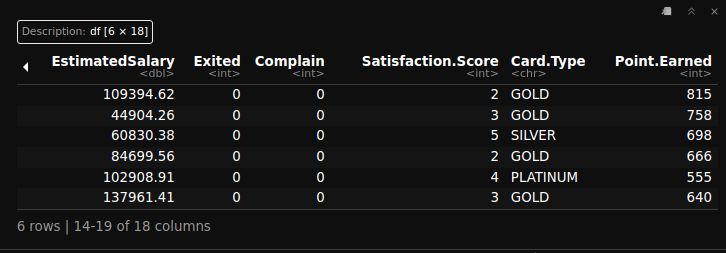 Description: df [6 × 18]
EstimatedSalary Exited Complain Satisfaction.Score Card.Type Point.Earned
<dbl> <int> <int> <int> <chr> <int>
109394.62 0 0 2 GOLD 815
44904.26 0 0 3 GOLD 758
60830.38 0 0 5 SILVER 698
84699.56 0 0 2 GOLD 666
102908.91 0 0 4 PLATINUM 555
137961.41 0 0 3 GOLD 640
6 rows | 14-19 of 18 columns